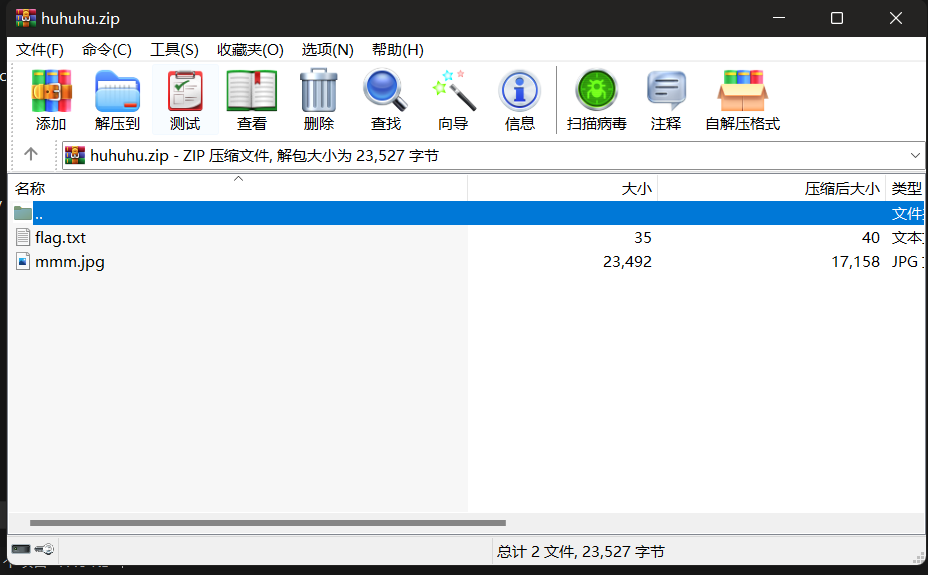 huhuhu.zip
文件(F) 命令(C) 工具(S) 收藏夹(O) 选项(N) 帮助(H)
添加 解压到 测试 查看 删除 查找 向导 信息 扫描病毒 注释 自解压格式
huhuhu.zip - ZIP 压缩文件, 解包大小为 23,527 字节
名称 大小 压缩后大小 类型
.. 文件
flag.txt 35 40 文本
mmm.jpg 23,492 17,158 JPG
总计 2 文件, 23,527 字节